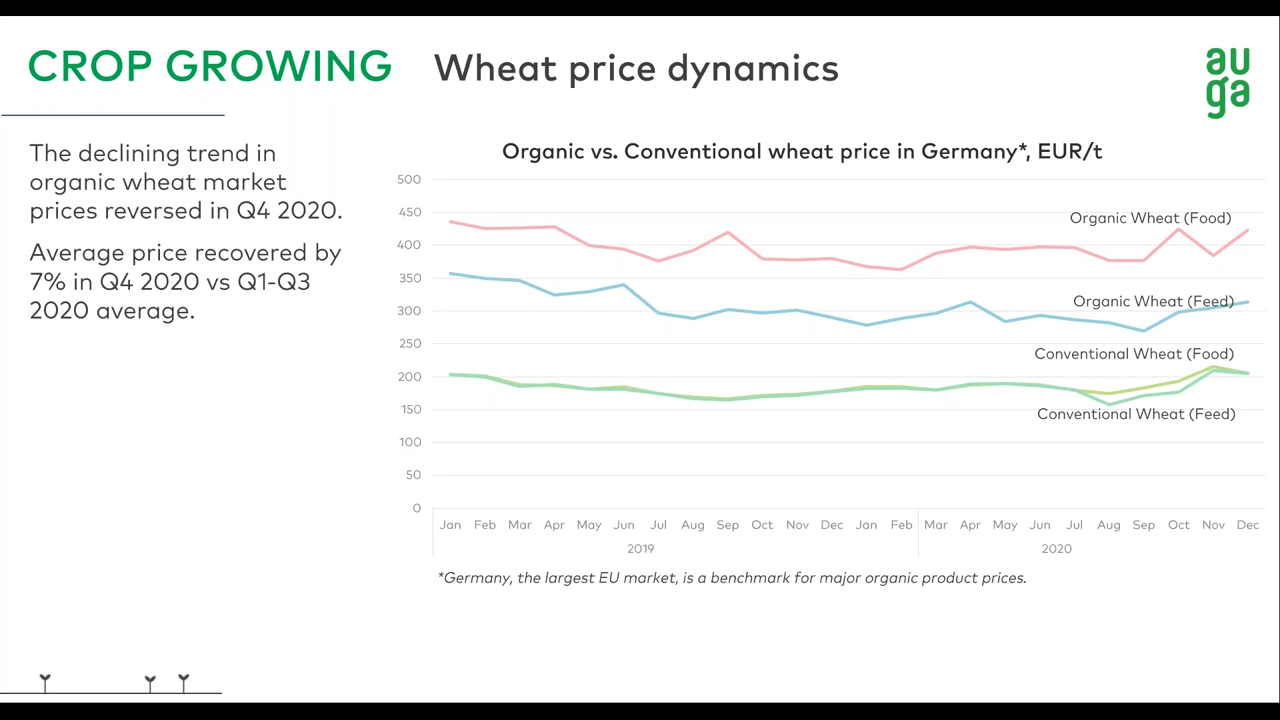 CROP GROWING
Wheat price dynamics
au
ga
The declining trend in
organic wheat market
prices reversed in Q4 2020.
Average price recovered by
7% in Q4 2020 vs Q1-Q3
2020 average.
Organic vs. Conventional wheat price in Germany*, EUR/t
500
450
400
350
300
250
200
150
100
50
0
Organic Wheat (Food)
Organic Wheat (Feed)
Conventional Wheat (Food)
Conventional Wheat (Feed)
Jan Feb Mar Apr May Jun Jul Aug Sep Oct Nov Dec Jan Feb Mar Apr May Jun Jul Aug Sep Oct Nov Dec
2019 2020
*Germany, the largest EU market, is a benchmark for major organic product prices.